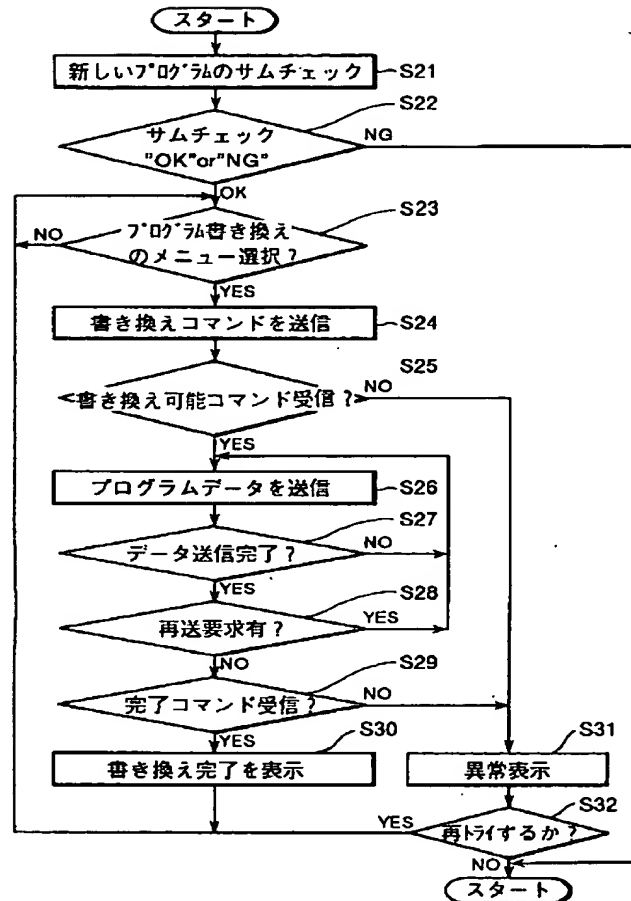 スタート
新しいプログラムのサムチェック
S21
S22
サムチェック
"OK"or"NG"
NG
OK
S23
NO
プログラム書き換え
のメニュー選択?
YES
書き換えコマンドを送信
S24
S25
書き換え可能コマンド受信?
NO
YES
プログラムデータを送信
S26
S27
データ送信完了?
NO
YES
S28
再送要求有?
YES
NO
S29
完了コマンド受信?
NO
YES
S30
書き換え完了を表示
S31
異常表示
S32
再トライするか?
YES
NO
スタート